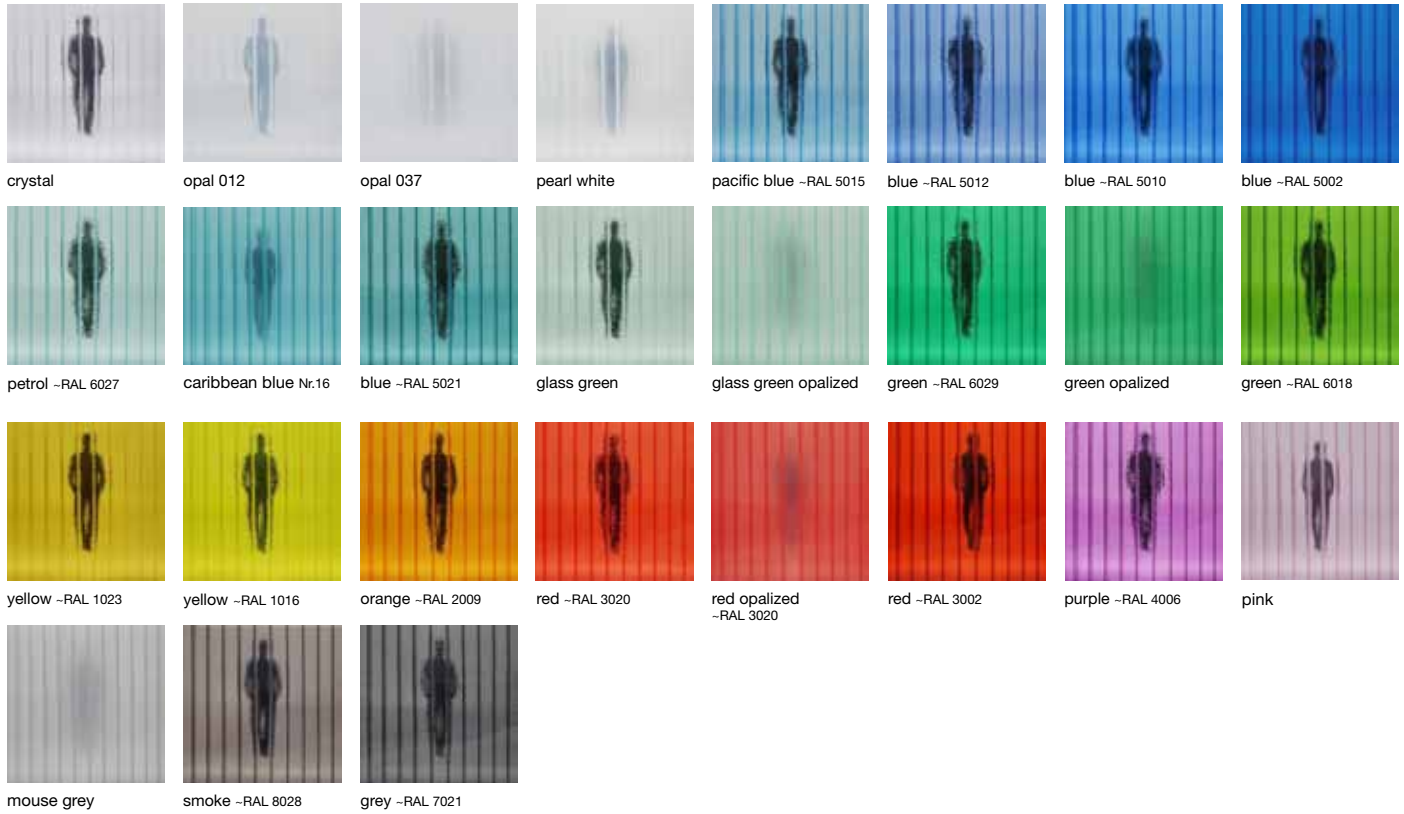 crystal
opal 012
opal 037
pearl white
pacific blue ~RAL 5015
blue ~RAL 5012
blue ~RAL 5010
blue ~RAL 5002
petrol ~RAL 6027
caribbean blue Nr.16
blue ~RAL 5021
glass green
glass green opalized
green ~RAL 6029
green opalized
green ~RAL 6018
yellow ~RAL 1023
yellow ~RAL 1016
orange ~RAL 2009
red ~RAL 3020
red opalized
~RAL 3020
red ~RAL 3002
purple ~RAL 4006
pink
mouse grey
smoke ~RAL 8028
grey ~RAL 7021